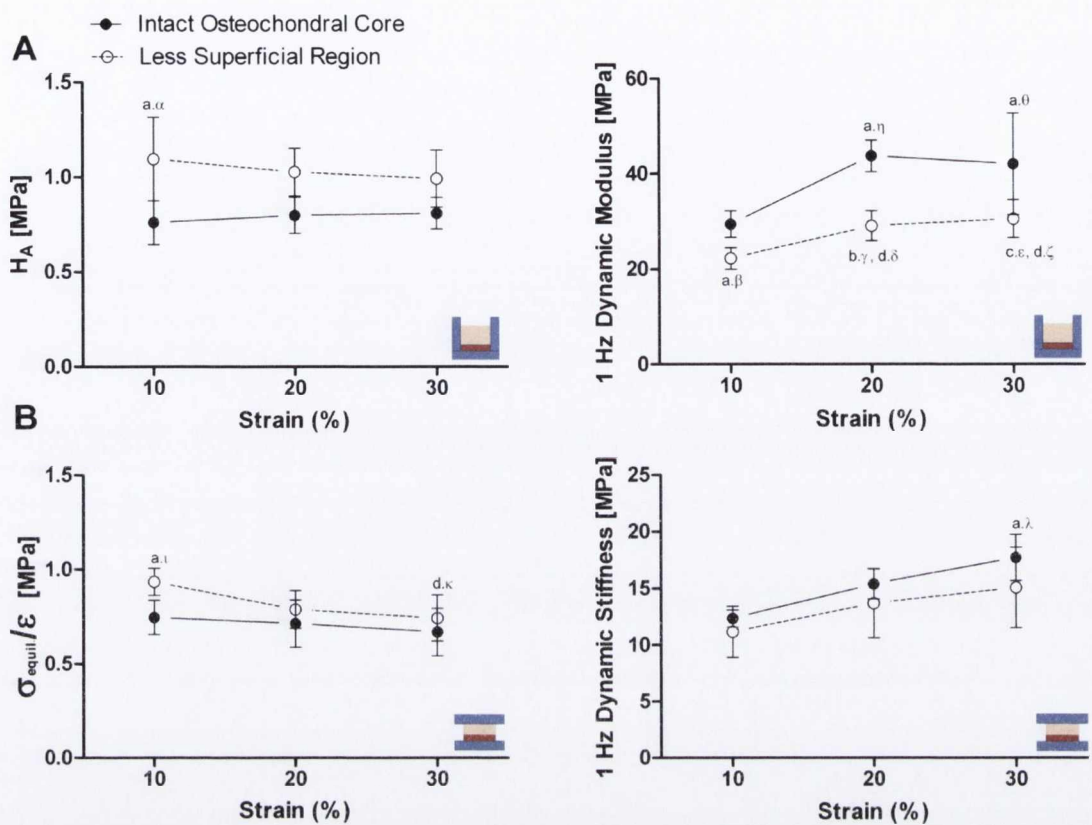 Intact Osteochondral Core
Less Superficial Region
A
H_A [MPa]
1.5
1.0
0.5
0.0
a.α
10 20 30
Strain (%)
1 Hz Dynamic Modulus [MPa]
60
40
20
0
a.η
a.θ
a.β
b.γ, d.δ
c.ε, d.ζ
10 20 30
Strain (%)
B
σequil/ε [MPa]
1.5
1.0
0.5
0.0
a.ι
d.κ
10 20 30
Strain (%)
1 Hz Dynamic Stiffness [MPa]
25
20
15
10
5
0
a.λ
10 20 30
Strain (%)